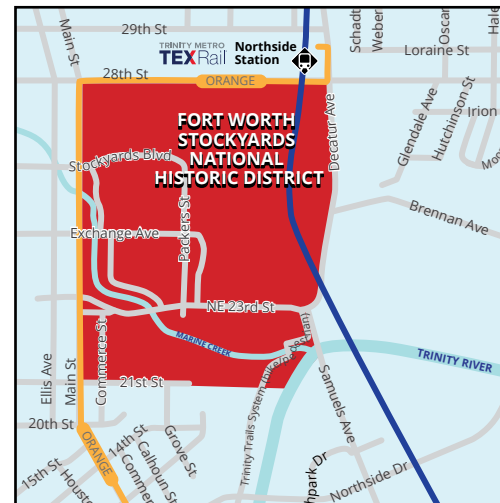 29th St
Main St
TRINITY METRO
TEXRail
Northside
Station
Loraine St
28th St
ORANGE
Decatur Ave
Glendale Ave
Hutchinson St
Irion
FORT WORTH
STOCKYARDS
NATIONAL
HISTORIC DISTRICT
Stockyards Blvd
Packers St
Brennan Ave
Exchange Ave
NE 23rd St
MARINE CREEK
TRINITY RIVER
Ellis Ave
Main St
Commerce St
21st St
Trinity Trails System
Samuels Ave
20th St
ORANGE
14th St
Calhoun St
Grove St
15th St
Northside Dr